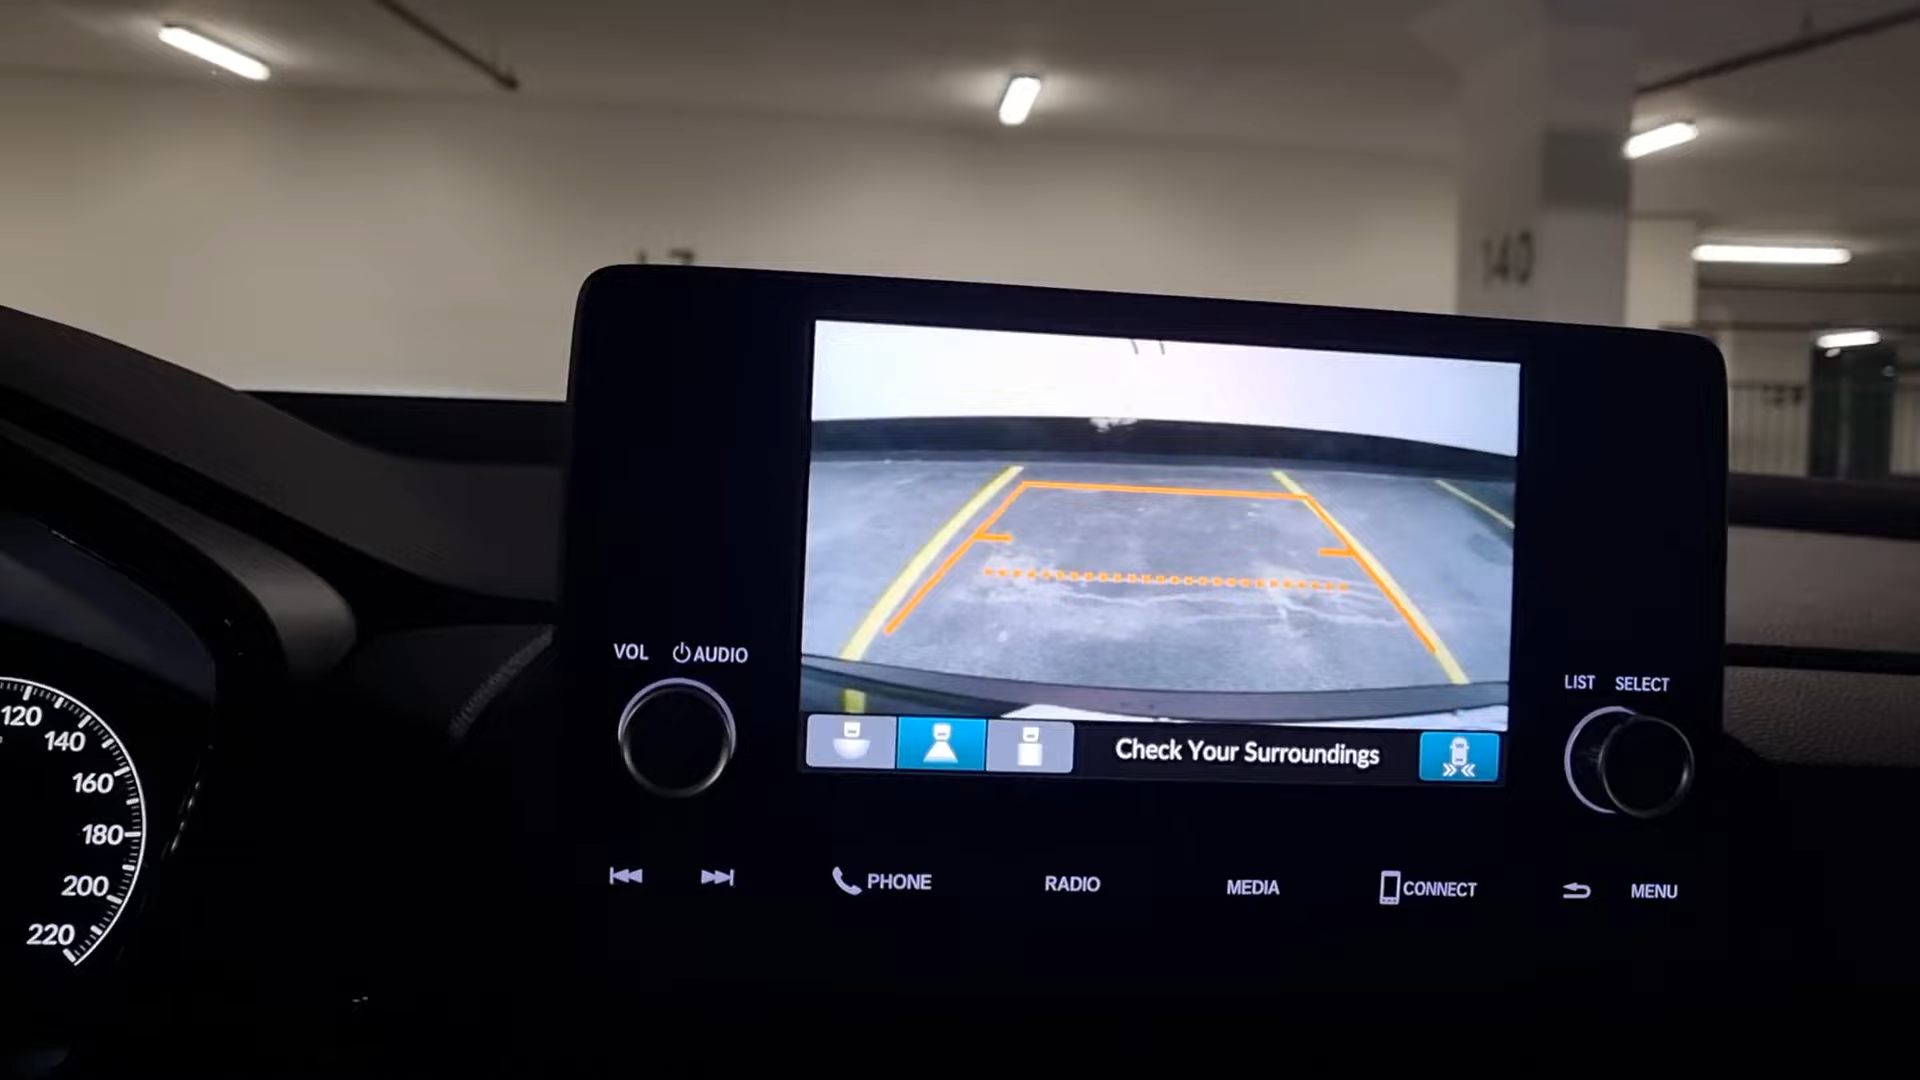 140
VOL AUDIO
LIST SELECT
Check Your Surroundings
120
140
160
180
200
220
PHONE
RADIO
MEDIA
CONNECT
MENU